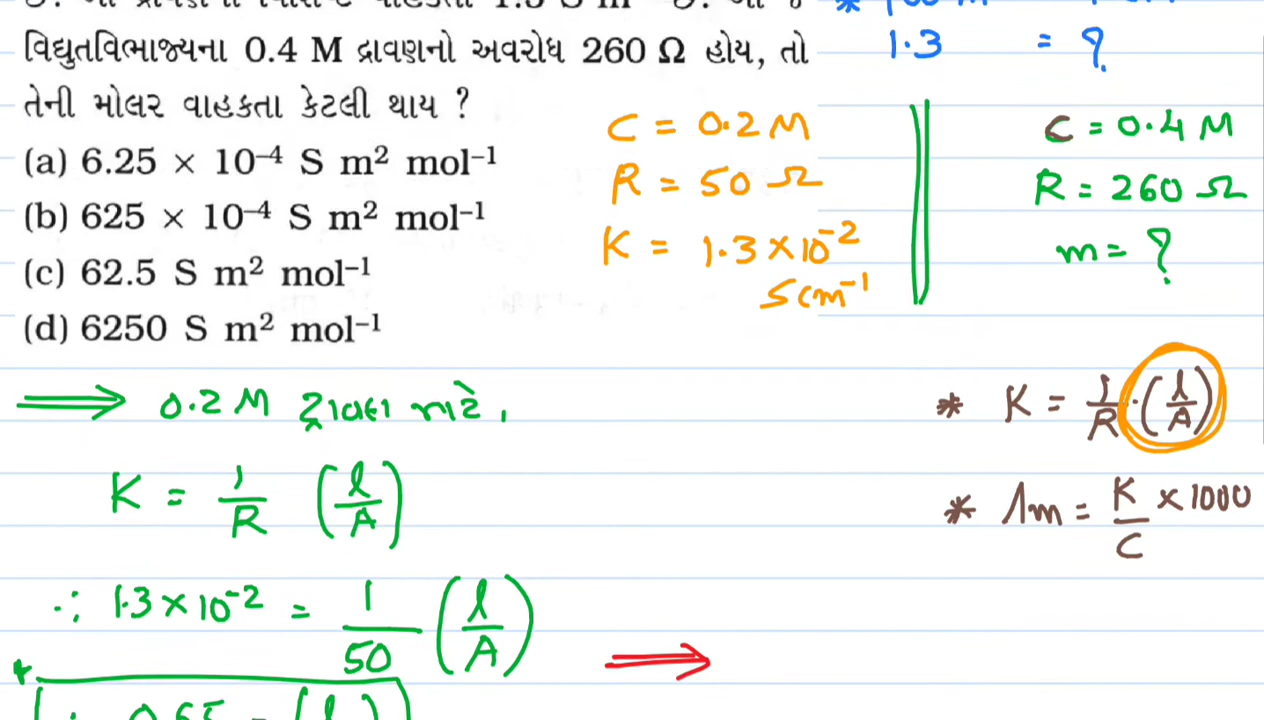 વિદ્યુતવિભાજ્યના 0.4 M દ્રાવણનો અવરોધ 260 Ω હોય, તો
તેની મોલર વાહકતા કેટલી થાય ?
(a) 6.25 × 10⁻⁴ S m² mol⁻¹
(b) 625 × 10⁻⁴ S m² mol⁻¹
(c) 62.5 S m² mol⁻¹
(d) 6250 S m² mol⁻¹
1.3 = ?
C = 0.2 M
R = 50 Ω
K = 1.3 × 10⁻²
S cm⁻¹
C = 0.4 M
R = 260 Ω
m = ?
* K = 1/R · (l/A)
* Λm = K/C × 1000
⟹ 0.2 M દ્રાવણ માટે,
K = 1/R (l/A)
∴ 1.3 × 10⁻² = 1/50 (l/A)
⟹